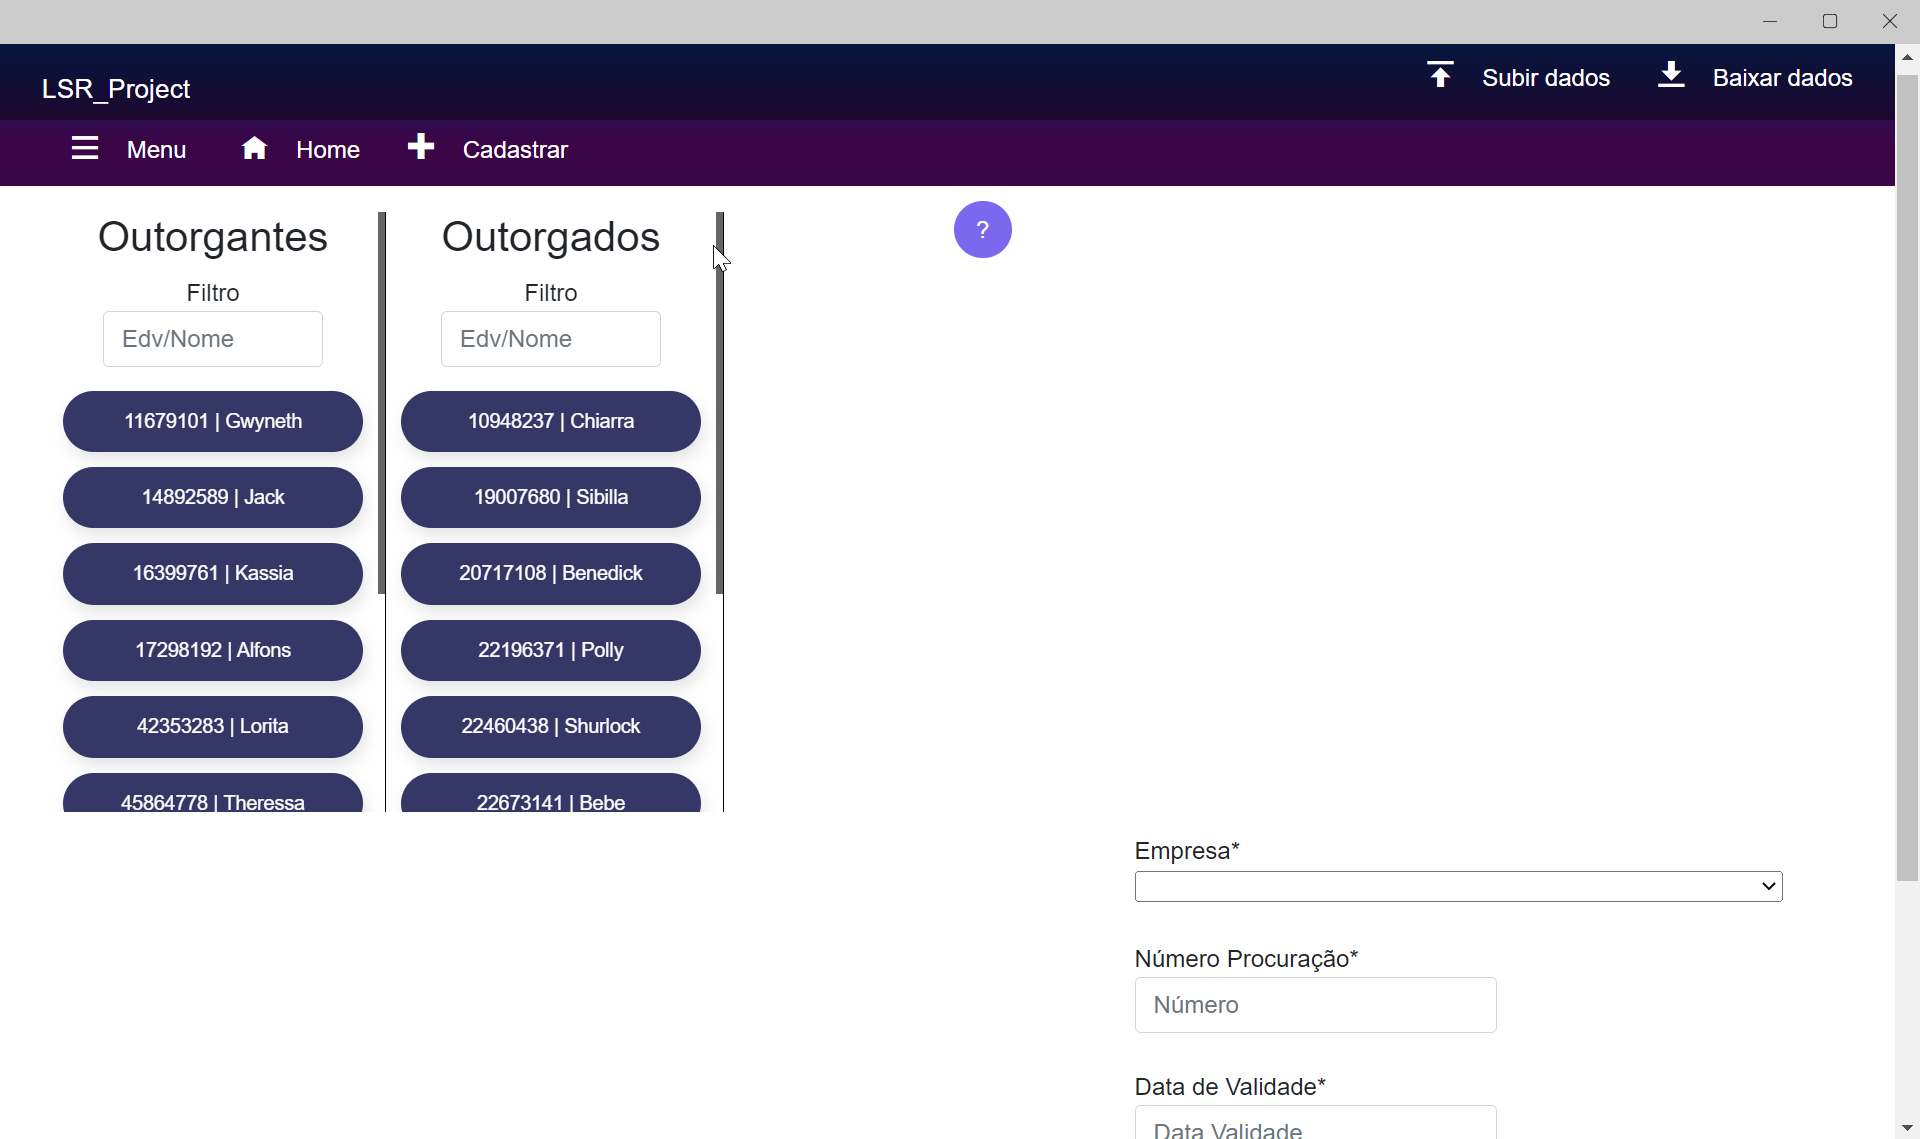 LSR_Project
Subir dados
Baixar dados
Menu
Home
Cadastrar
Outorgantes
Filtro
Edv/Nome
11679101 | Gwyneth
14892589 | Jack
16399761 | Kassia
17298192 | Alfons
42353283 | Lorita
45864778 | Theressa
Outorgados
Filtro
Edv/Nome
10948237 | Chiarra
19007680 | Sibilla
20717108 | Benedick
22196371 | Polly
22460438 | Shurlock
22673141 | Bebe
?
Empresa*
Número Procuração*
Número
Data de Validade*
Data Validade